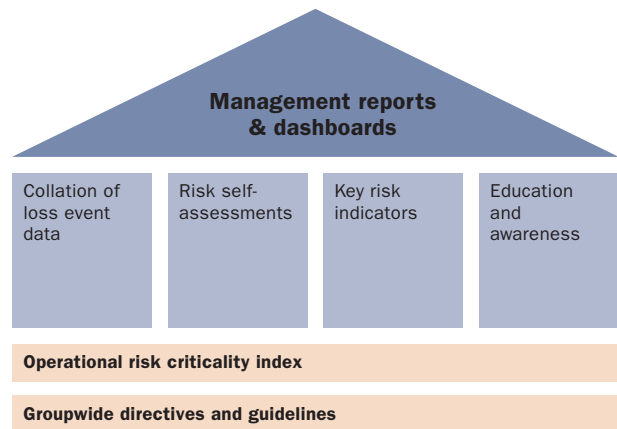 Management reports
& dashboards
Collation of
loss event
data
Risk self-
assessments
Key risk
indicators
Education
and
awareness
Operational risk criticality index
Groupwide directives and guidelines